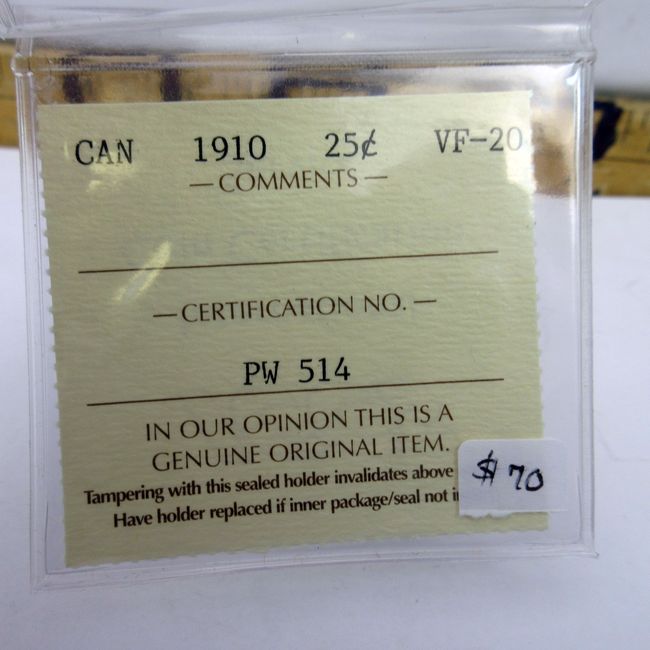 CAN 1910 25¢ VF-20
— COMMENTS —
— CERTIFICATION NO. —
PW 514
IN OUR OPINION THIS IS A
GENUINE ORIGINAL ITEM.
Tampering with this sealed holder invalidates above
Have holder replaced if inner package/seal not
$70